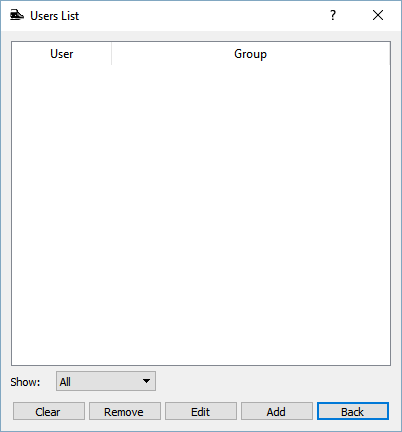 Users List ?
User Group
Show: All
Clear Remove Edit Add Back